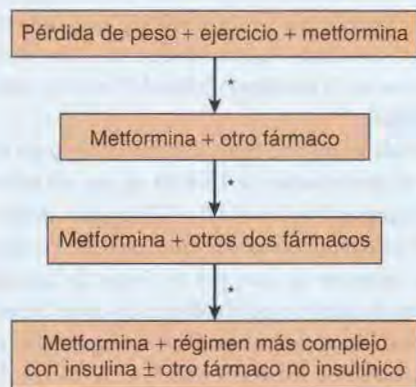 Pérdida de peso + ejercicio + metformina
*
Metformina + otro fármaco
*
Metformina + otros dos fármacos
*
Metformina + régimen más complejo
con insulina ± otro fármaco no insulínico